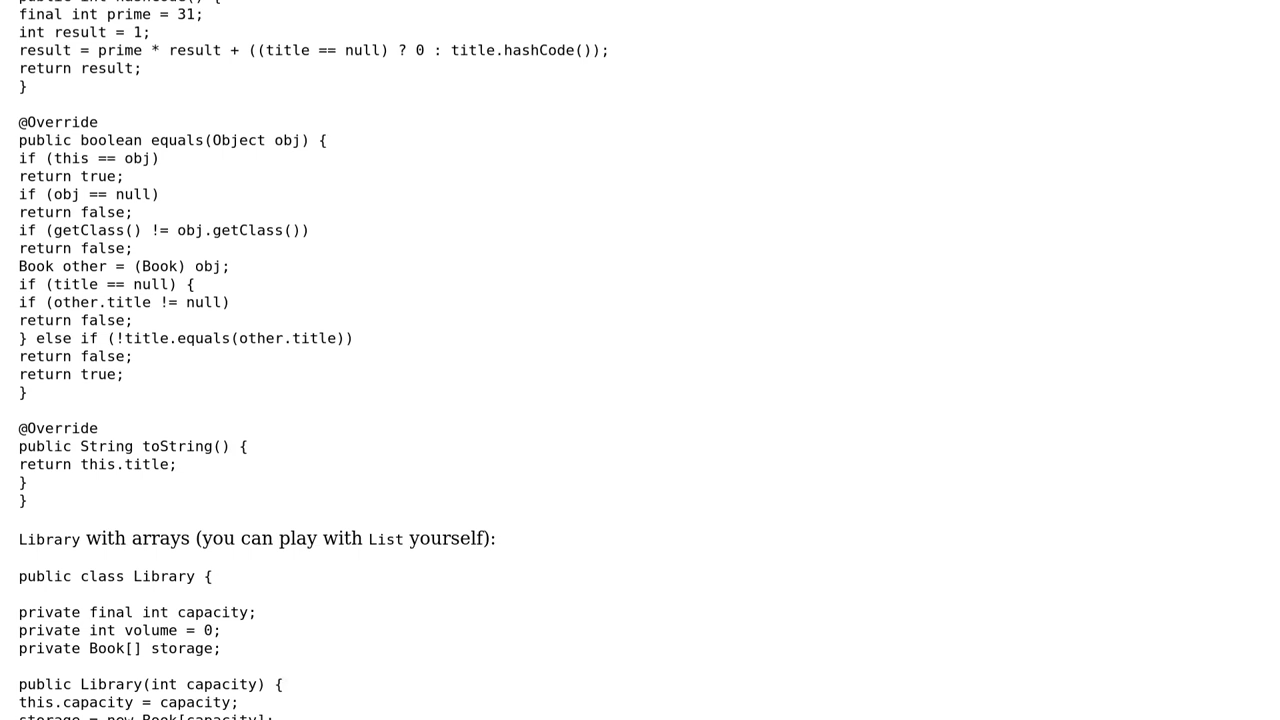 final int prime = 31;
int result = 1;
result = prime * result + ((title == null) ? 0 : title.hashCode());
return result;
}
@Override
public boolean equals(Object obj) {
if (this == obj)
return true;
if (obj == null)
return false;
if (getClass() != obj.getClass())
return false;
Book other = (Book) obj;
if (title == null) {
if (other.title != null)
return false;
} else if (!title.equals(other.title))
return false;
return true;
}
@Override
public String toString() {
return this.title;
}
}
Library with arrays (you can play with List yourself):
public class Library {
private final int capacity;
private int volume = 0;
private Book[] storage;
public Library(int capacity) {
this.capacity = capacity;
storage = new Book[capacity];